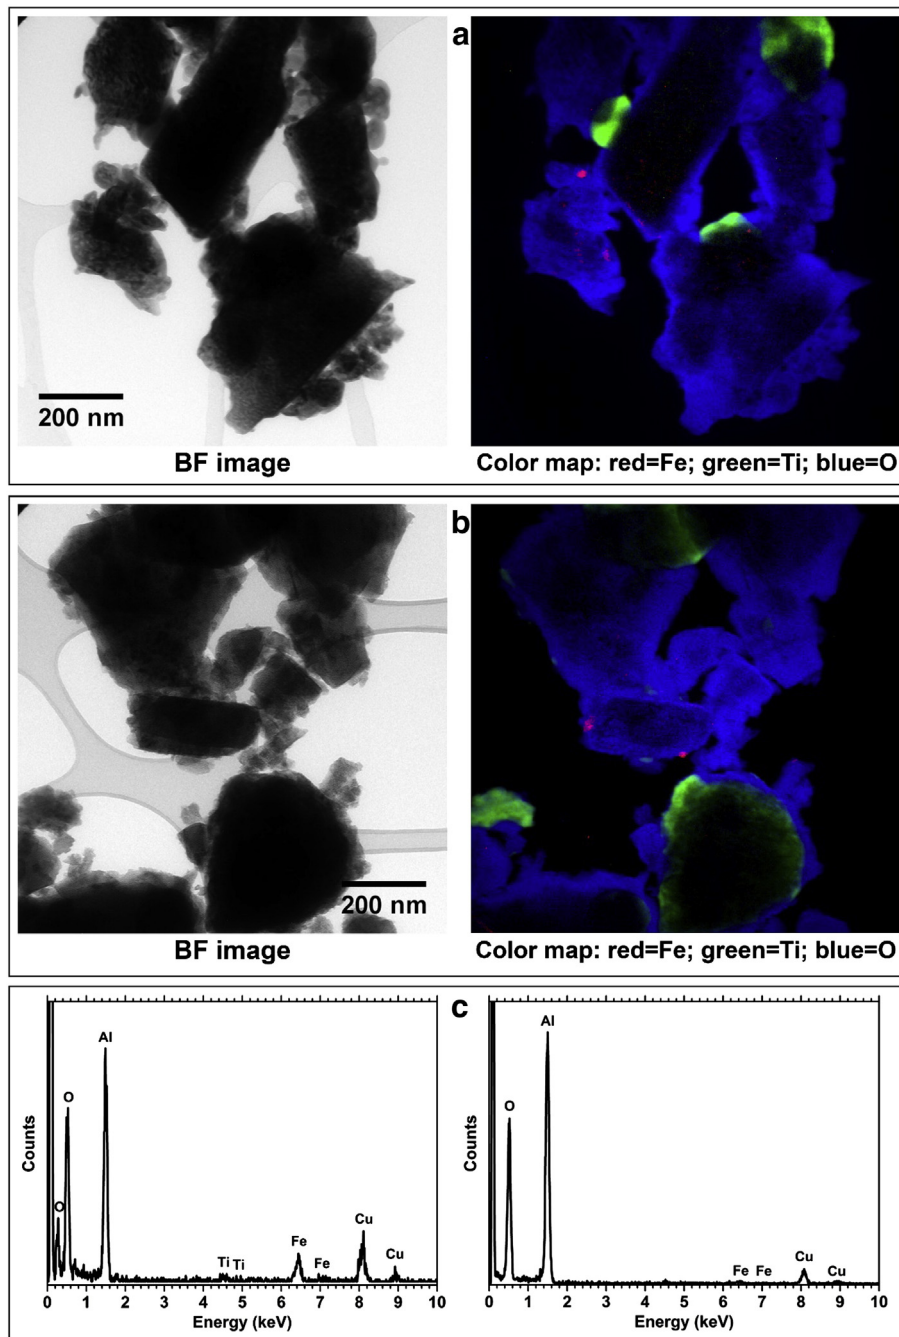 a
200 nm
BF image
Color map: red=Fe; green=Ti; blue=O
b
200 nm
BF image
Color map: red=Fe; green=Ti; blue=O
c
Counts
O
O
Al
Ti
Ti
Fe
Fe
Cu
Cu
0 1 2 3 4 5 6 7 8 9 10
Energy (keV)
Counts
O
Al
Fe
Fe
Cu
Cu
0 1 2 3 4 5 6 7 8 9 10
Energy (keV)